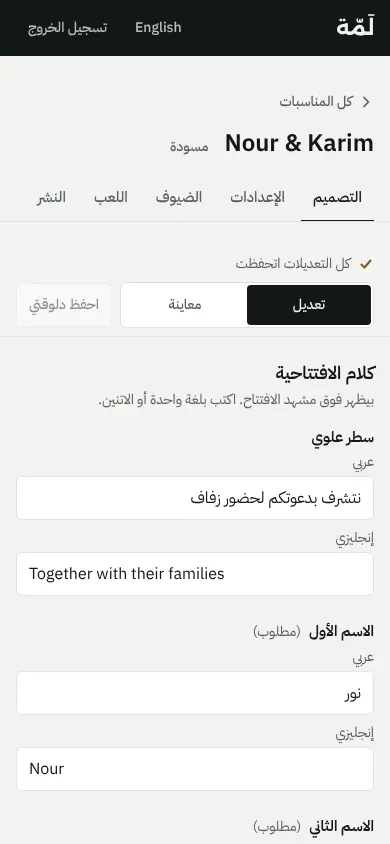 لَمّة English تسجيل الخروج
كل المناسبات
Nour & Karim مسودة
التصميم الإعدادات الضيوف اللعب النشر
كل التعديلات اتحفظت
تعديل معاينة احفظ دلوقتي
كلام الافتتاحية
بيظهر فوق مشهد الافتتاح. اكتب بلغة واحدة أو الاتنين.
سطر علوي
عربي
نتشرف بدعوتكم لحضور زفاف
إنجليزي
Together with their families
الاسم الأول (مطلوب)
عربي
نور
إنجليزي
Nour
الاسم الثاني (مطلوب)